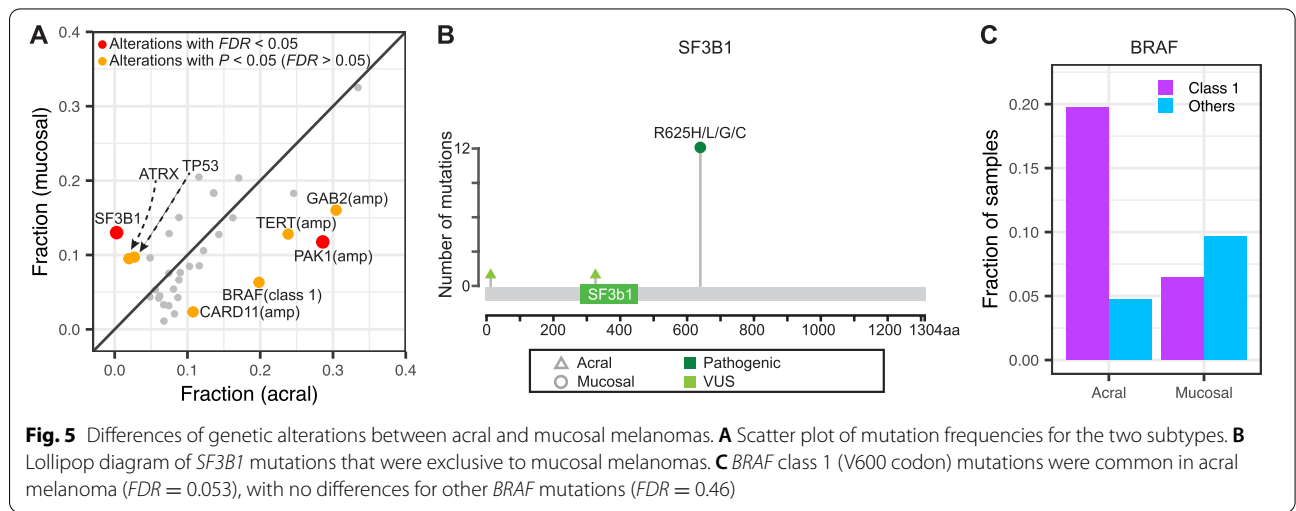 A
Alterations with FDR < 0.05
Alterations with P < 0.05 (FDR > 0.05)
0.4
0.3
0.2
0.1
0.0
Fraction (mucosal)
ATRX
TP53
SF3B1
GAB2(amp)
TERT(amp)
PAK1(amp)
BRAF(class 1)
CARD11(amp)
0.0 0.1 0.2 0.3 0.4
Fraction (acral)
B
SF3B1
R625H/L/G/C
12
0
Number of mutations
SF3b1
0 200 400 600 800 1000 1200 1304aa
Acral
Pathogenic
Mucosal
VUS
C
BRAF
Class 1
Others
0.20
0.15
0.10
0.05
0.00
Fraction of samples
Acral Mucosal
Fig. 5 Differences of genetic alterations between acral and mucosal melanomas. A Scatter plot of mutation frequencies for the two subtypes. B
Lollipop diagram of SF3B1 mutations that were exclusive to mucosal melanomas. C BRAF class 1 (V600 codon) mutations were common in acral
melanoma (FDR = 0.053), with no differences for other BRAF mutations (FDR = 0.46)